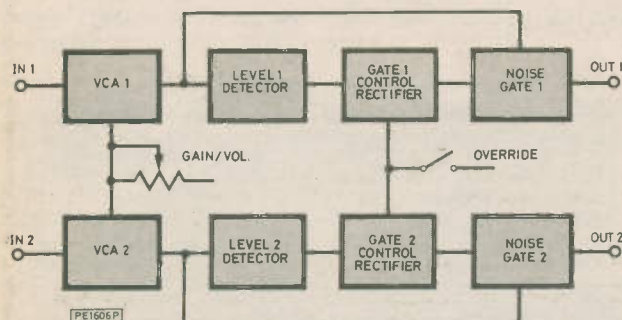 IN 1
VCA 1
LEVEL 1
DETECTOR
GATE 1
CONTROL
RECTIFIER
NOISE
GATE 1
OUT 1
GAIN/VOL.
OVERRIDE
IN 2
VCA 2
LEVEL 2
DETECTOR
GATE 2
CONTROL
RECTIFIER
NOISE
GATE 2
OUT 2
PE1606P